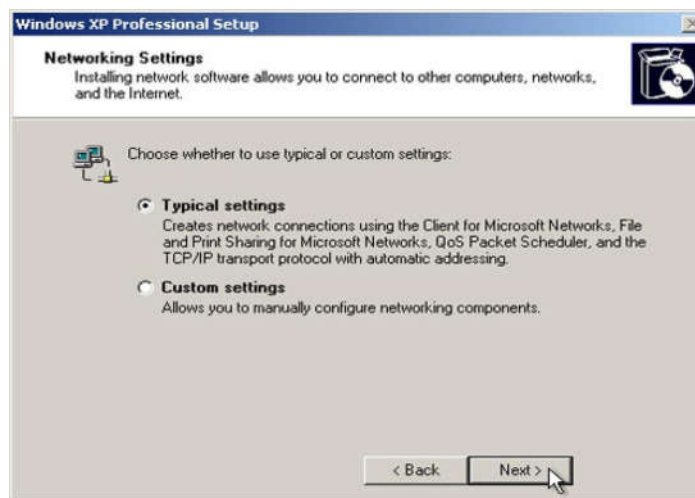 Windows XP Professional Setup
Networking Settings
Installing network software allows you to connect to other computers, networks,
and the Internet.
Choose whether to use typical or custom settings:
Typical settings
Creates network connections using the Client for Microsoft Networks, File
and Print Sharing for Microsoft Networks, QoS Packet Scheduler, and the
TCP/IP transport protocol with automatic addressing.
Custom settings
Allows you to manually configure networking components.
< Back Next >